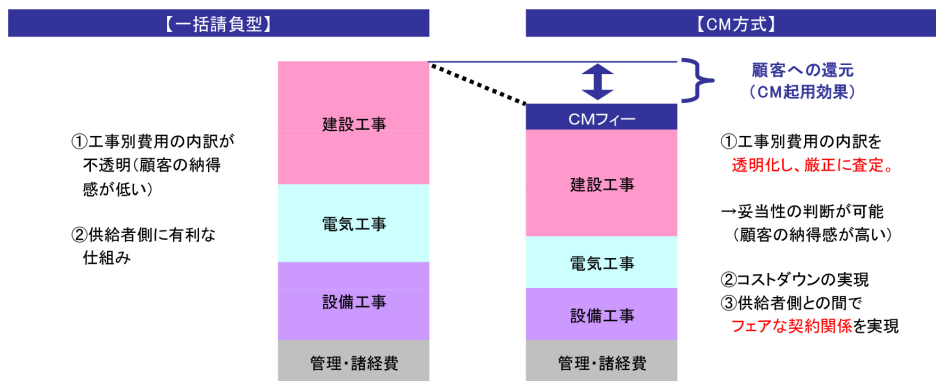 【一括請負型】
①工事別費用の内訳が
不透明(顧客の納得
感が低い)
②供給者側に有利な
仕組み
建設工事
電気工事
設備工事
管理・諸経費
【CM方式】
顧客への還元
(CM起用効果)
CMフィー
建設工事
電気工事
設備工事
管理・諸経費
①工事別費用の内訳を
透明化し、厳正に査定。
→妥当性の判断が可能
(顧客の納得感が高い)
②コストダウンの実現
③供給者側との間で
フェアな契約関係を実現